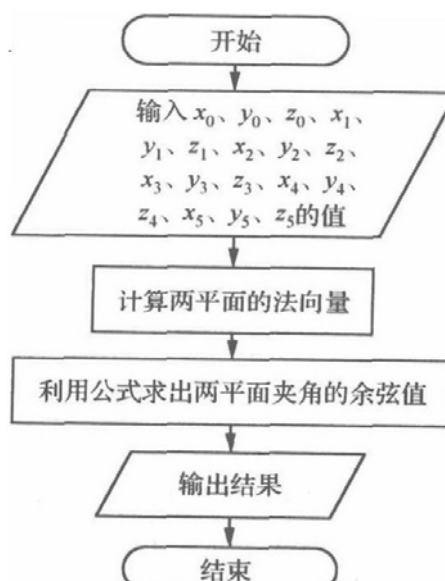 开始
输入 x₀、y₀、z₀、x₁、
y₁、z₁、x₂、y₂、z₂、
x₃、y₃、z₃、x₄、y₄、
z₄、x₅、y₅、z₅的值
计算两平面的法向量
利用公式求出两平面夹角的余弦值
输出结果
结束